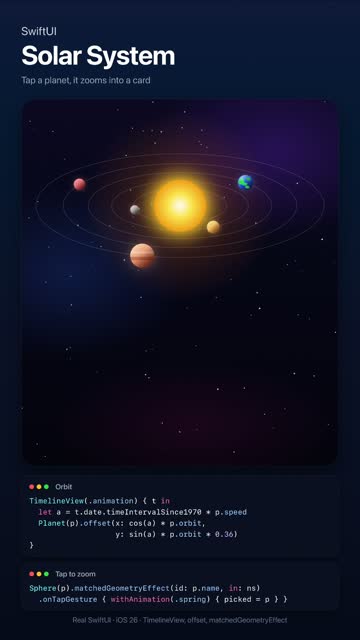 SwiftUI
Solar System
Tap a planet, it zooms into a card
Orbit
TimelineView(.animation) { t in
  let a = t.date.timeIntervalSince1970 * p.speed
  Planet(p).offset(x: cos(a) * p.orbit,
                   y: sin(a) * p.orbit * 0.36)
}
Tap to zoom
Sphere(p).matchedGeometryEffect(id: p.name, in: ns)
  .onTapGesture { withAnimation(.spring) { picked = p } }
Real SwiftUI · iOS 26 · TimelineView, offset, matchedGeometryEffect